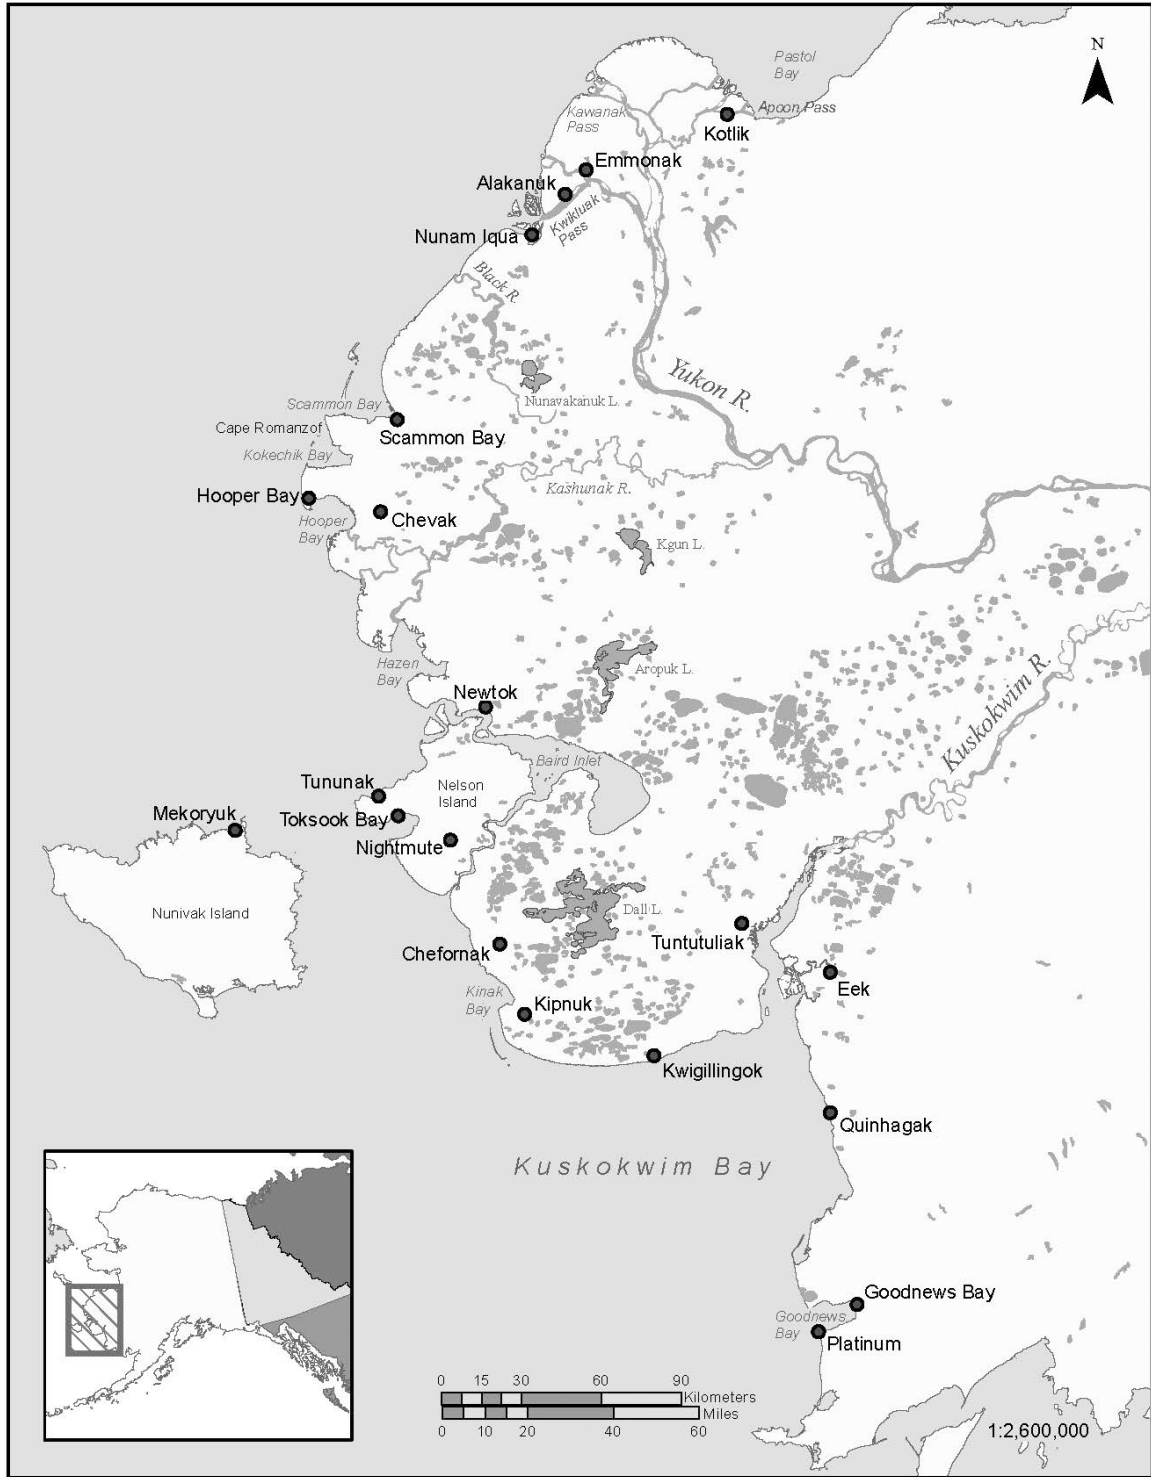 N
Pastol
Bay
Kawanak
Pass
Apoon Pass
Kotlik
Emmonak
Alakanuk
Kwikluak
Pass
Nunam Iqua
Black R.
Yukon R.
Nunavakanuk L.
Scammon Bay
Cape Romanzof
Scammon Bay
Kokechik Bay
Kashunak R.
Hooper Bay
Chevak
Hooper
Bay
Kgun L.
Hazen
Bay
Aropuk L.
Kuskokwim R.
Newtok
Baird Inlet
Tununak
Nelson
Island
Mekoryuk
Toksook Bay
Nightmute
Nunivak Island
Dall L.
Tuntutuliak
Chefornak
Eek
Kinak
Bay
Kipnuk
Kwigillingok
Quinhagak
Kuskokwim Bay
Goodnews Bay
Goodnews
Bay
Platinum
0 15 30 60 90
Kilometers
Miles
0 10 20 40 60
1:2,600,000